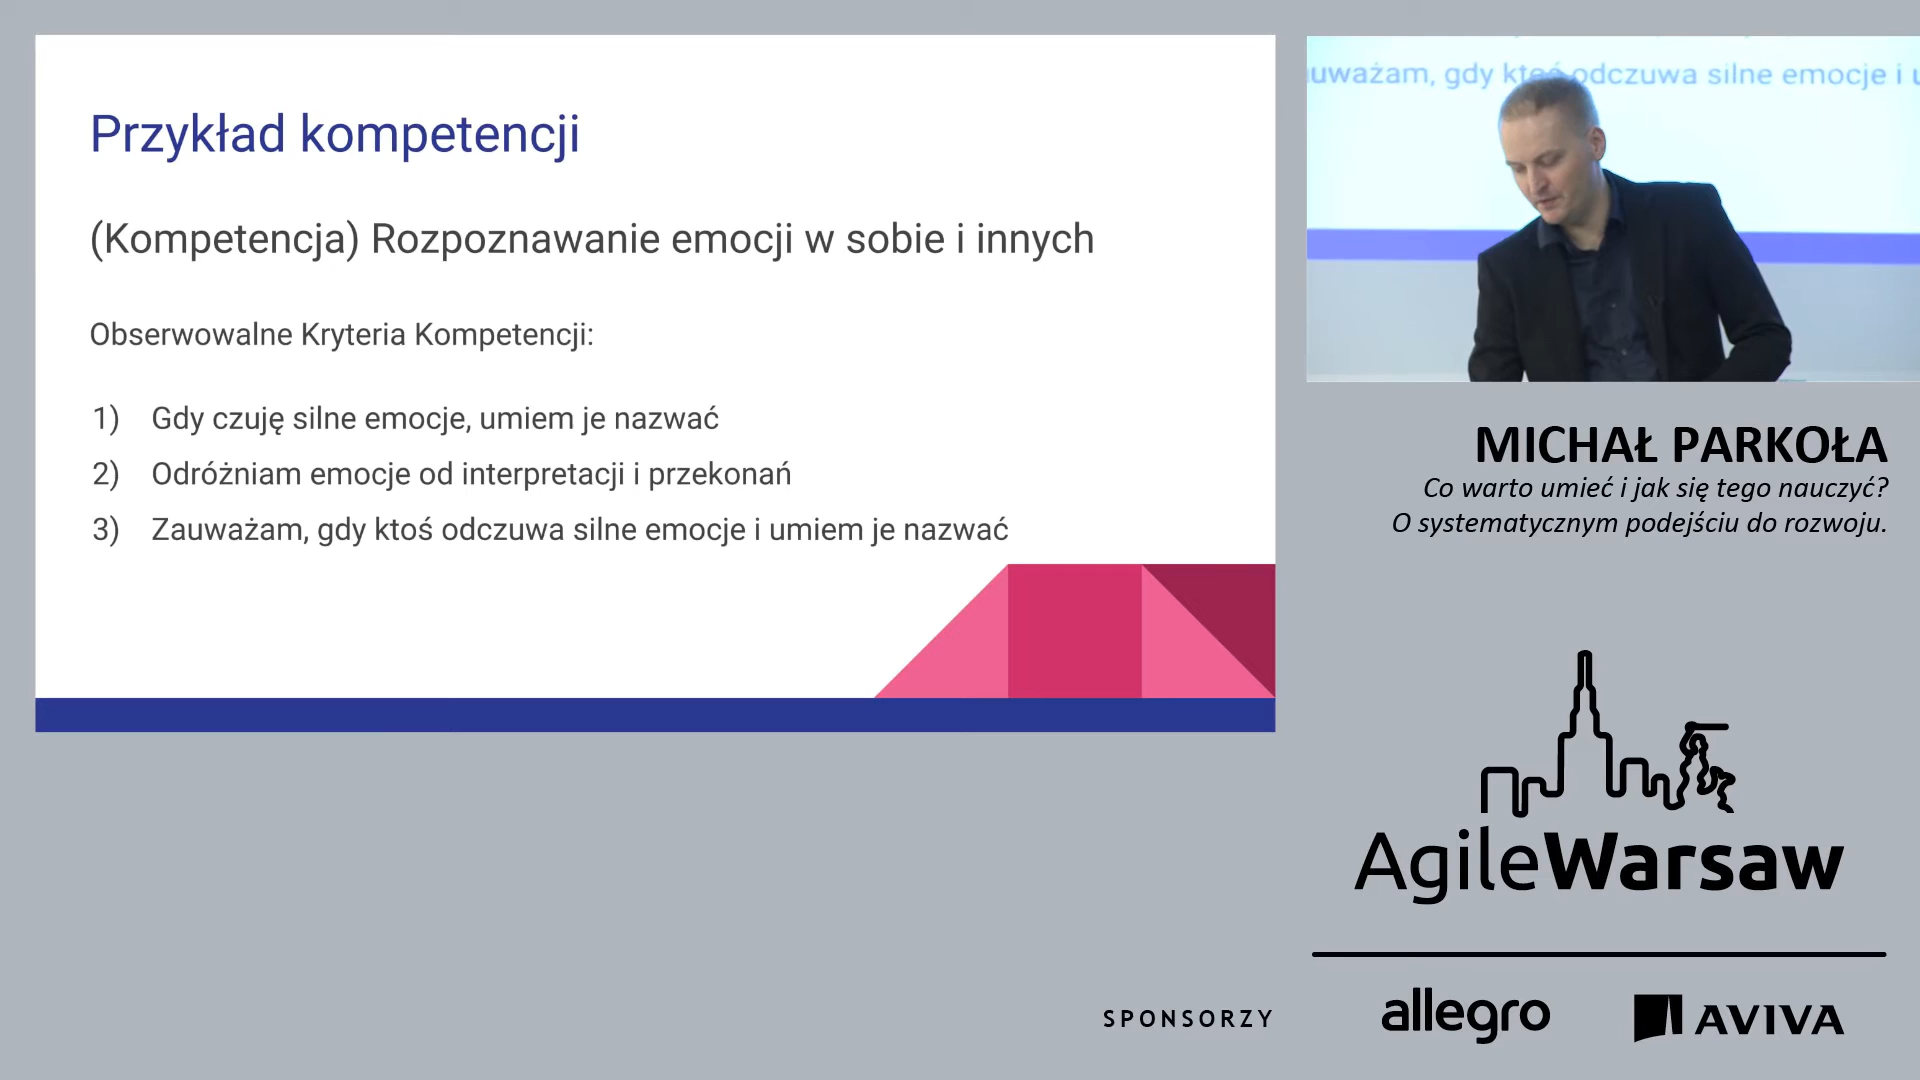 Przykład kompetencji
(Kompetencja) Rozpoznawanie emocji w sobie i innych
Obserwowalne Kryteria Kompetencji:
1) Gdy czuję silne emocje, umiem je nazwać
2) Odróżniam emocje od interpretacji i przekonań
3) Zauważam, gdy ktoś odczuwa silne emocje i umiem je nazwać
uważam, gdy ktoś odczuwa silne emocje i u
MICHAŁ PARKOŁA
Co warto umieć i jak się tego nauczyć?
O systematycznym podejściu do rozwoju.
AgileWarsaw
SPONSORZY
allegro
AVIVA